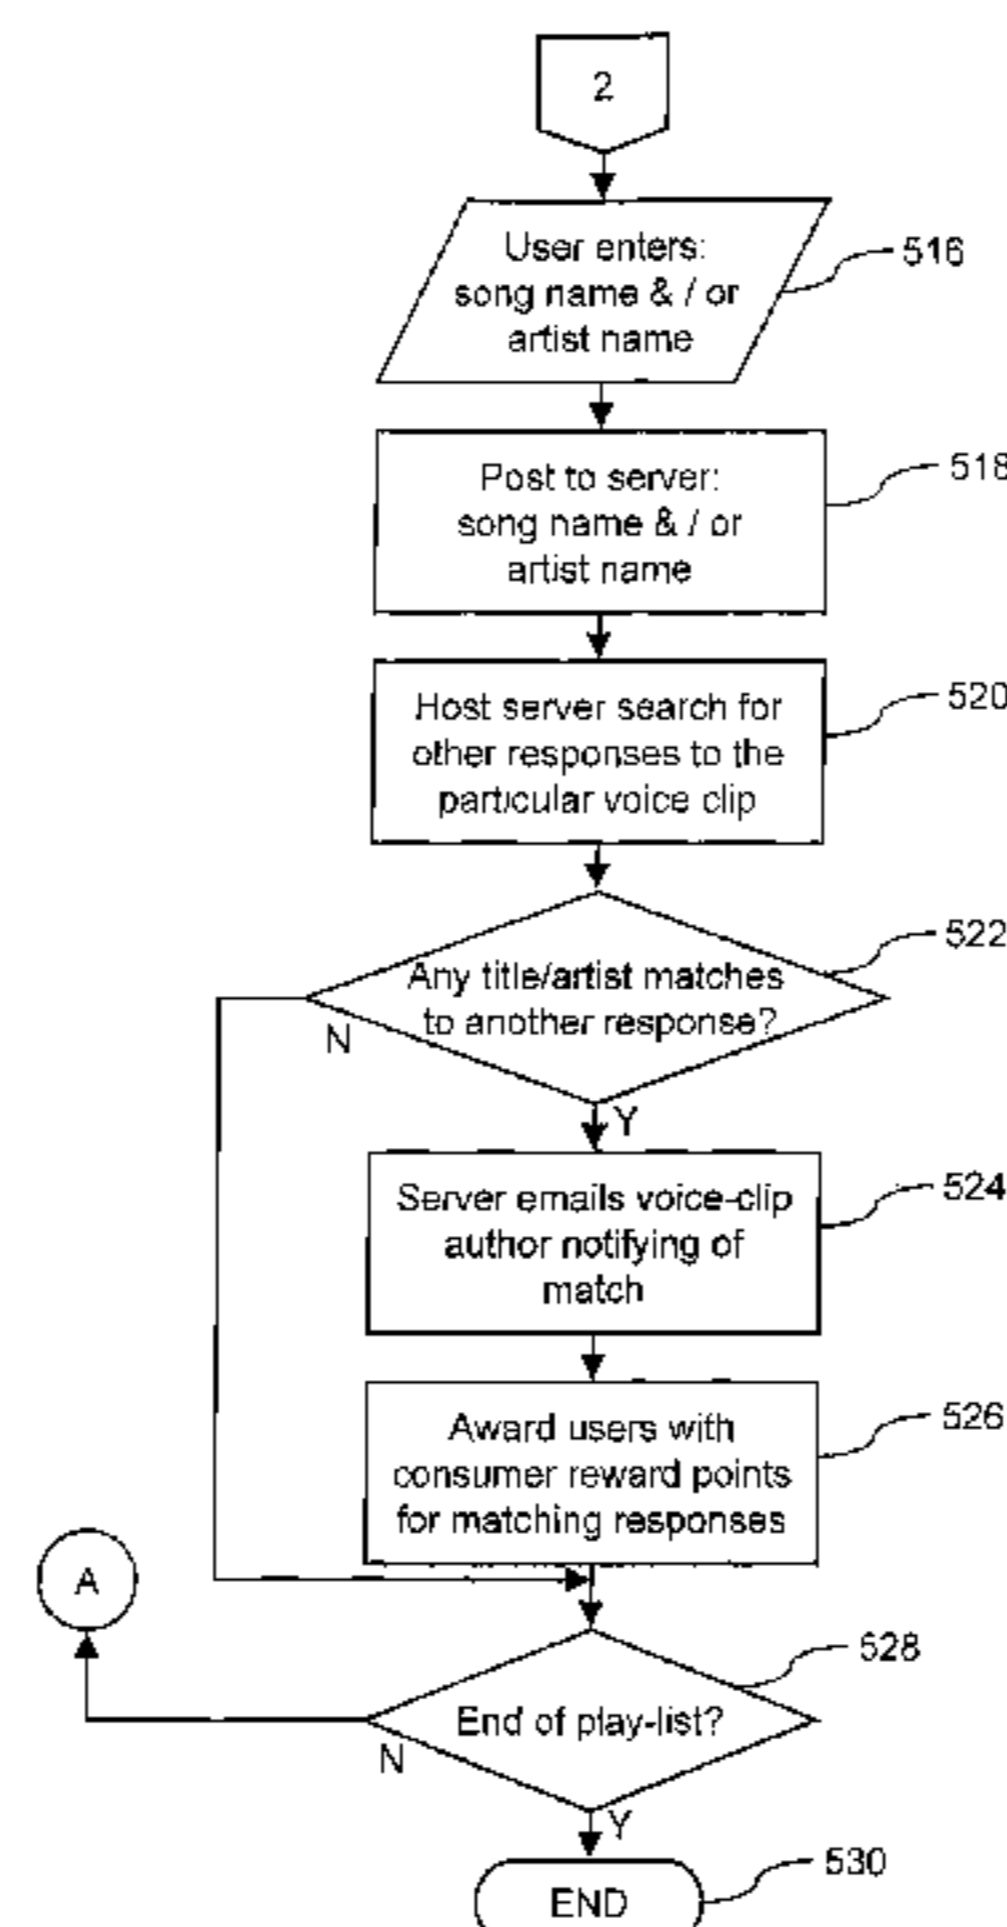 2
User enters:
song name & / or
artist name
516
Post to server:
song name & / or
artist name
518
Host server search for
other responses to the
particular voice clip
520
Any title/artist matches
to another response?
522
N
Y
Server emails voice-clip
author notifying of
match
524
Award users with
consumer reward points
for matching responses
526
A
End of play-list?
528
N
Y
END
530